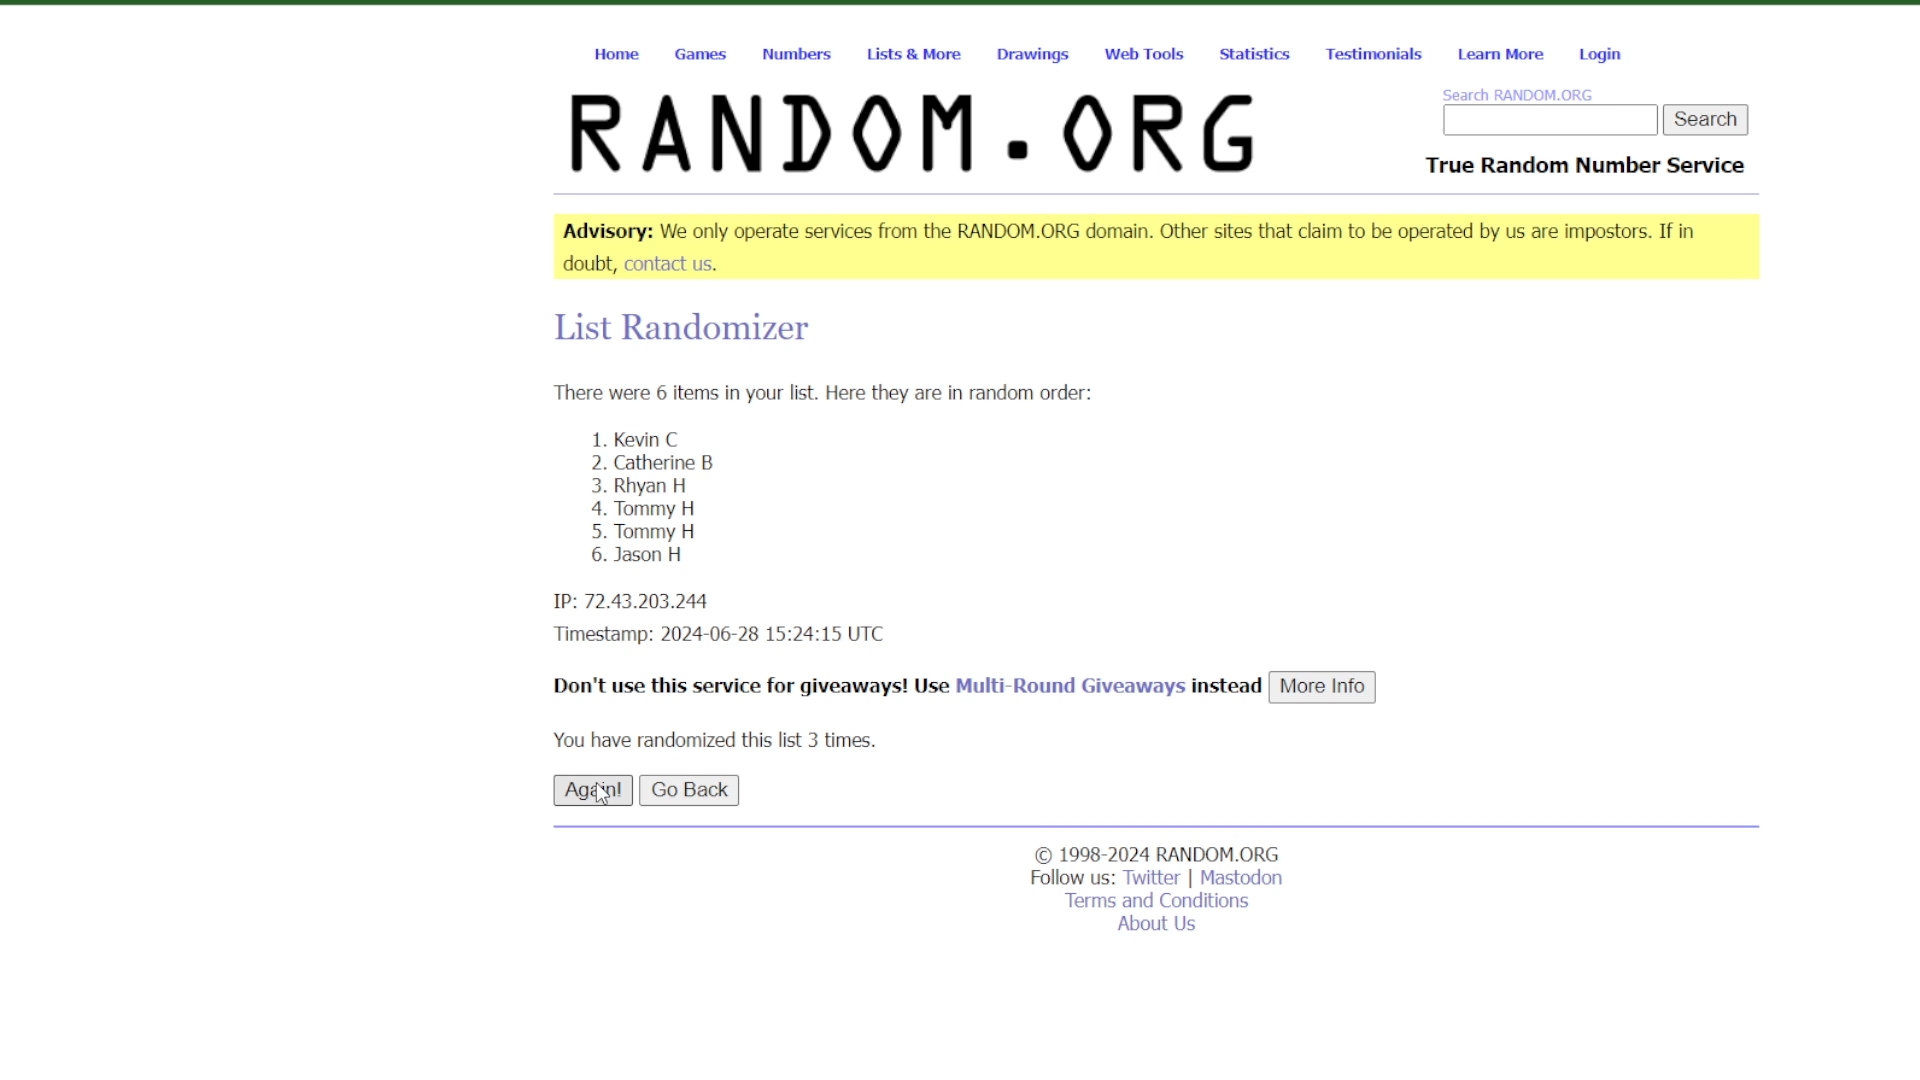 Home Games Numbers Lists & More Drawings Web Tools Statistics Testimonials Learn More Login
RANDOM.ORG
Search RANDOM.ORG
Search
True Random Number Service
Advisory: We only operate services from the RANDOM.ORG domain. Other sites that claim to be operated by us are impostors. If in
doubt, contact us.
List Randomizer
There were 6 items in your list. Here they are in random order:
1. Kevin C
2. Catherine B
3. Rhyan H
4. Tommy H
5. Tommy H
6. Jason H
IP: 72.43.203.244
Timestamp: 2024-06-28 15:24:15 UTC
Don't use this service for giveaways! Use Multi-Round Giveaways instead More Info
You have randomized this list 3 times.
Again! Go Back
© 1998-2024 RANDOM.ORG
Follow us: Twitter | Mastodon
Terms and Conditions
About Us